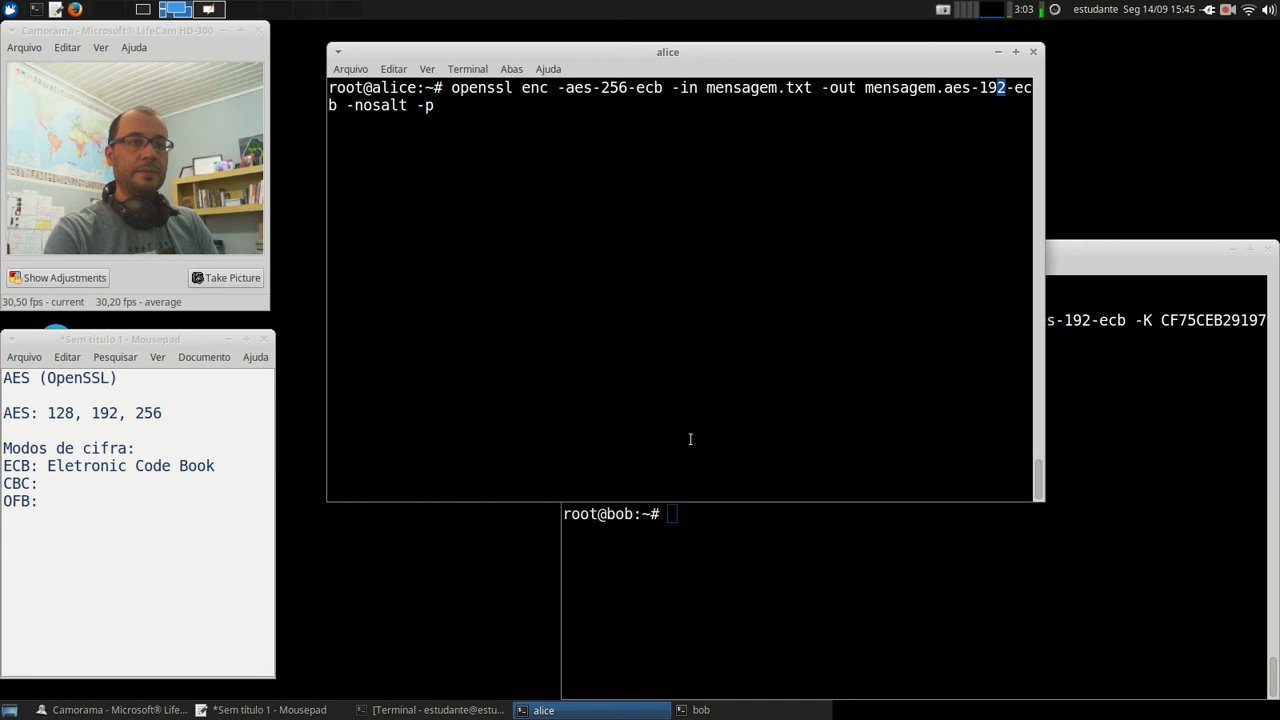 3:03
estudante
Seg 14/09 15:45
Camorama - Microsoft® LifeCam HD-300
Arquivo Editar Ver Ajuda
Show Adjustments
Take Picture
30,50 fps - current 30,20 fps - average
alice
Arquivo Editar Ver Terminal Abas Ajuda
root@alice:~# openssl enc -aes-256-ecb -in mensagem.txt -out mensagem.aes-192-ec
b -nosalt -p
s-192-ecb -K CF75CEB29197
root@bob:~#
*Sem título 1 - Mousepad
Arquivo Editar Pesquisar Ver Documento Ajuda
AES (OpenSSL)
AES: 128, 192, 256
Modos de cifra:
ECB: Eletronic Code Book
CBC:
OFB:
Camorama - Microsoft® Life...
*Sem título 1 - Mousepad
[Terminal - estudante@estu...
alice
bob